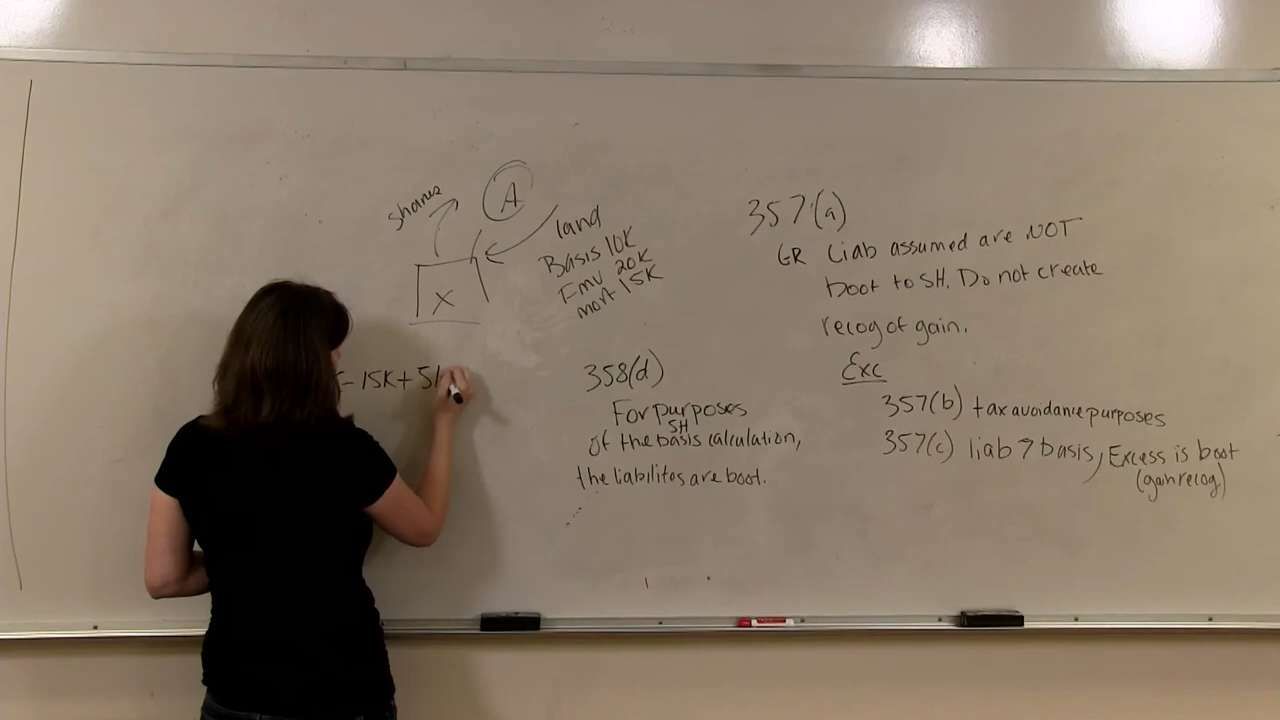 shares
A
land
Basis 10K
Fmv 20K
mort 15K
X
- 15K + 5
358(d)
For purposes
SH
of the basis calculation,
the liabilites are boot.
357(a)
GR Liab assumed are NOT
boot to SH. Do not create
recog of gain.
Exc
357(b) tax avoidance purposes
357(c) liab > basis, Excess is boot
(gain recog)